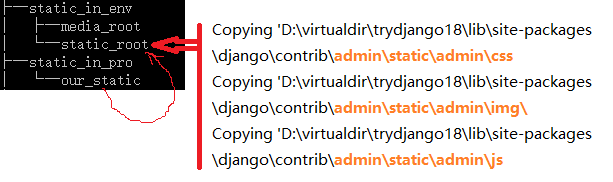 ├──static_in_env
│ ├──media_root
│ └──static_root
├──static_in_pro
│ └──our_static
Copying 'D:\virtualdir\trydjango18\lib\site-packages
\django\contrib\admin\static\admin\css
Copying 'D:\virtualdir\trydjango18\lib\site-packages
\django\contrib\admin\static\admin\img\
Copying 'D:\virtualdir\trydjango18\lib\site-packages
\django\contrib\admin\static\admin\js